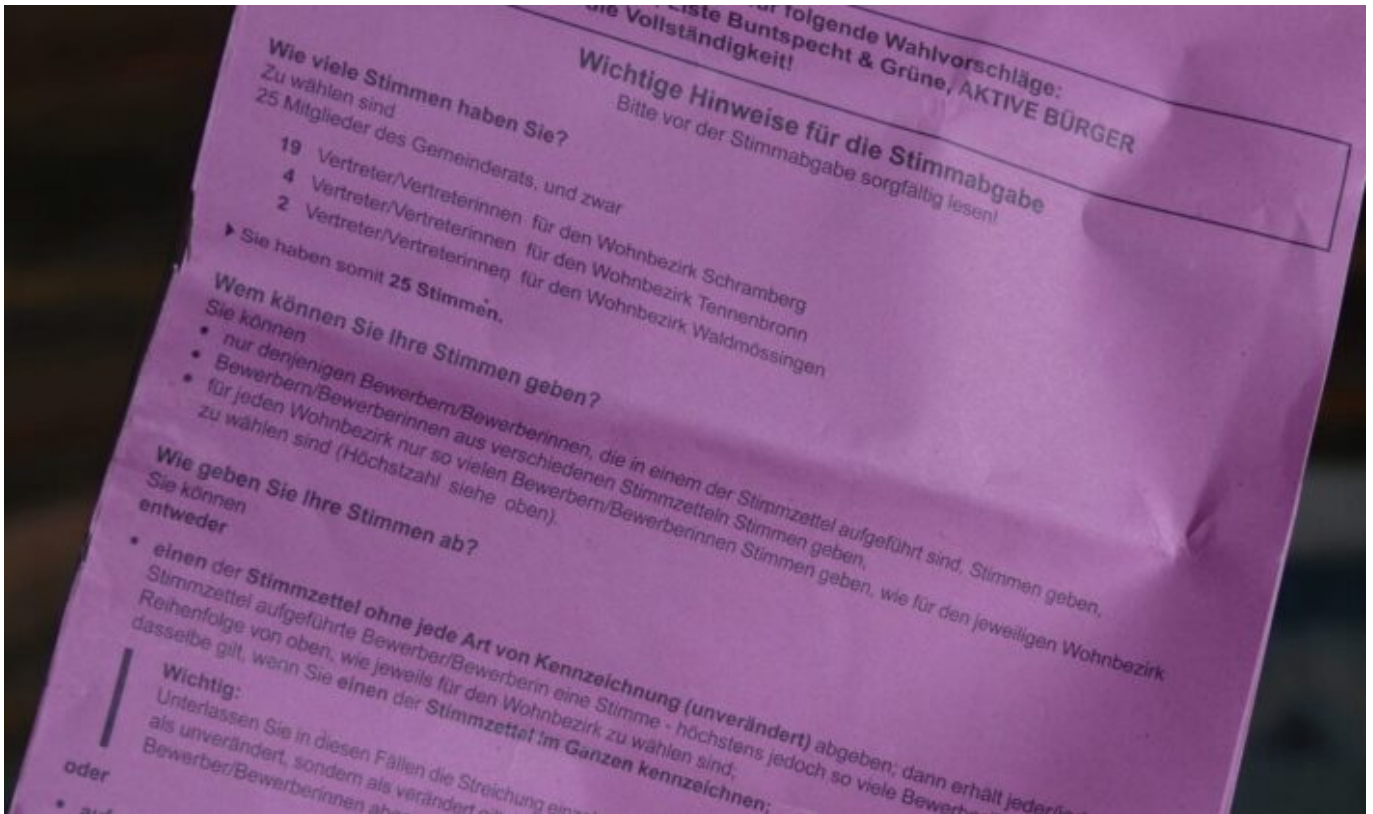 folgende Wahlvorschläge:
Liste Buntspecht & Grüne, AKTIVE BÜRGER
die Vollständigkeit!
Wichtige Hinweise für die Stimmabgabe
Bitte vor der Stimmabgabe sorgfältig lesen!
Wie viele Stimmen haben Sie?
Zu wählen sind
25 Mitglieder des Gemeinderats, und zwar
19 Vertreter/Vertreterinnen für den Wohnbezirk Schramberg
4 Vertreter/Vertreterinnen für den Wohnbezirk Tennenbronn
2 Vertreter/Vertreterinnen für den Wohnbezirk Waldmössingen
Sie haben somit 25 Stimmen.
Wem können Sie Ihre Stimmen geben?
Sie können
• nur denjenigen Bewerbern/Bewerberinnen, die in einem der Stimmzettel aufgeführt sind, Stimmen geben,
• Bewerbern/Bewerberinnen aus verschiedenen Stimmzetteln Stimmen geben,
• für jeden Wohnbezirk nur so vielen Bewerbern/Bewerberinnen Stimmen geben, wie für den jeweiligen Wohnbezirk
zu wählen sind (Höchstzahl siehe oben).
Wie geben Sie Ihre Stimmen ab?
Sie können
entweder
• einen der Stimmzettel ohne jede Art von Kennzeichnung (unverändert) abgeben; dann erhält
Stimmzettel aufgeführte Bewerber/Bewerberin eine Stimme - höchstens jedoch so viele
Reihenfolge von oben, wie jeweils für den Wohnbezirk zu wählen sind;
dasselbe gilt, wenn Sie einen der Stimmzettel im Ganzen kennzeichnen;
Wichtig:
Unterlassen Sie in diesen Fällen die Streichung
als unverändert, sondern als verändert
Bewerber/Bewerberinnen
oder